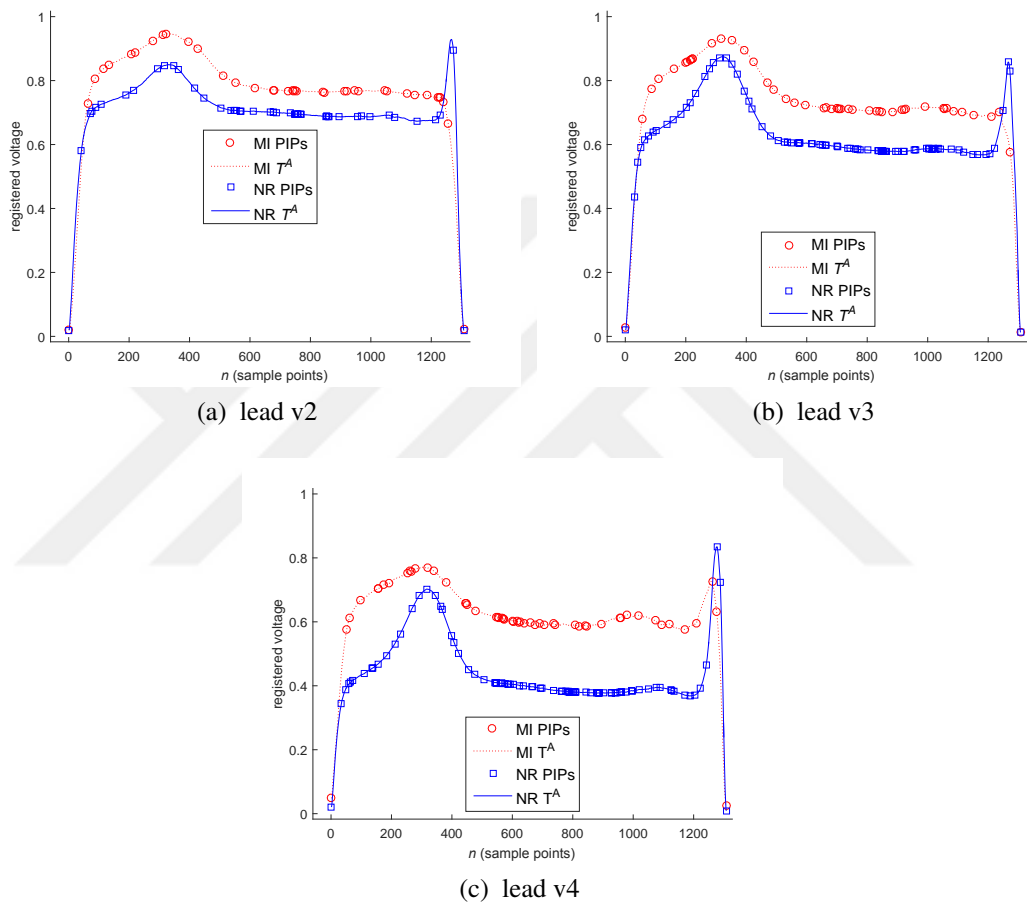 1
0.8
0.6
0.4
0.2
0
registered voltage
MI PIPs
MI T^A
NR PIPs
NR T^A
0 200 400 600 800 1000 1200
n (sample points)
(a) lead v2
1
0.8
0.6
0.4
0.2
0
registered voltage
MI PIPs
MI T^A
NR PIPs
NR T^A
0 200 400 600 800 1000 1200
n (sample points)
(b) lead v3
1
0.8
0.6
0.4
0.2
0
registered voltage
MI PIPs
MI T^A
NR PIPs
NR T^A
0 200 400 600 800 1000 1200
n (sample points)
(c) lead v4